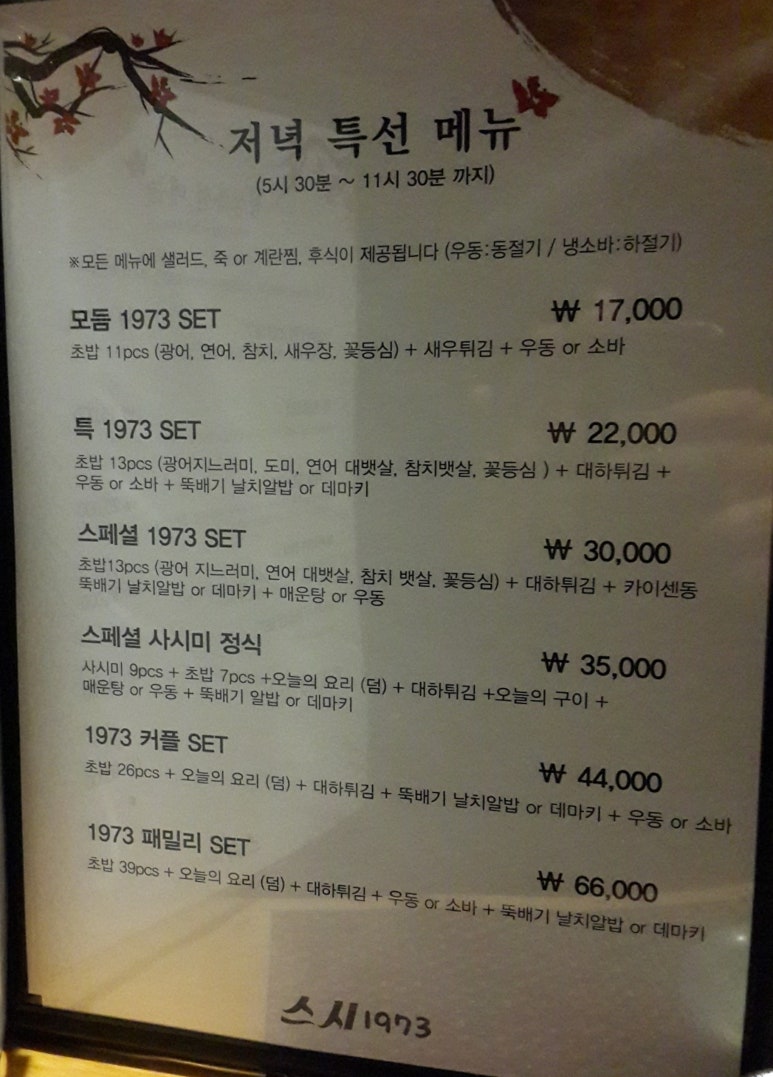 저녁 특선 메뉴
(5시 30분 ~ 11시 30분 까지)
※모든 메뉴에 샐러드, 죽 or 계란찜, 후식이 제공됩니다 (우동:동절기 / 냉소바:하절기)
모둠 1973 SET ₩ 17,000
초밥 11pcs (광어, 연어, 참치, 새우장, 꽃등심) + 새우튀김 + 우동 or 소바
특 1973 SET ₩ 22,000
초밥 13pcs (광어지느러미, 도미, 연어 대뱃살, 참치뱃살, 꽃등심 ) + 대하튀김 +
우동 or 소바 + 뚝배기 날치알밥 or 데마키
스페셜 1973 SET ₩ 30,000
초밥13pcs (광어 지느러미, 연어 대뱃살, 참치 뱃살, 꽃등심) + 대하튀김 + 카이센동
뚝배기 날치알밥 or 데마키 + 매운탕 or 우동
스페셜 사시미 정식 ₩ 35,000
사시미 9pcs + 초밥 7pcs +오늘의 요리 (덤) + 대하튀김 +오늘의 구이 +
매운탕 or 우동 + 뚝배기 알밥 or 데마키
1973 커플 SET ₩ 44,000
초밥 26pcs + 오늘의 요리 (덤) + 대하튀김 + 뚝배기 날치알밥 or 데마키 + 우동 or 소바
1973 패밀리 SET ₩ 66,000
초밥 39pcs + 오늘의 요리 (덤) + 대하튀김 + 우동 or 소바 + 뚝배기 날치알밥 or 데마키
스시1973